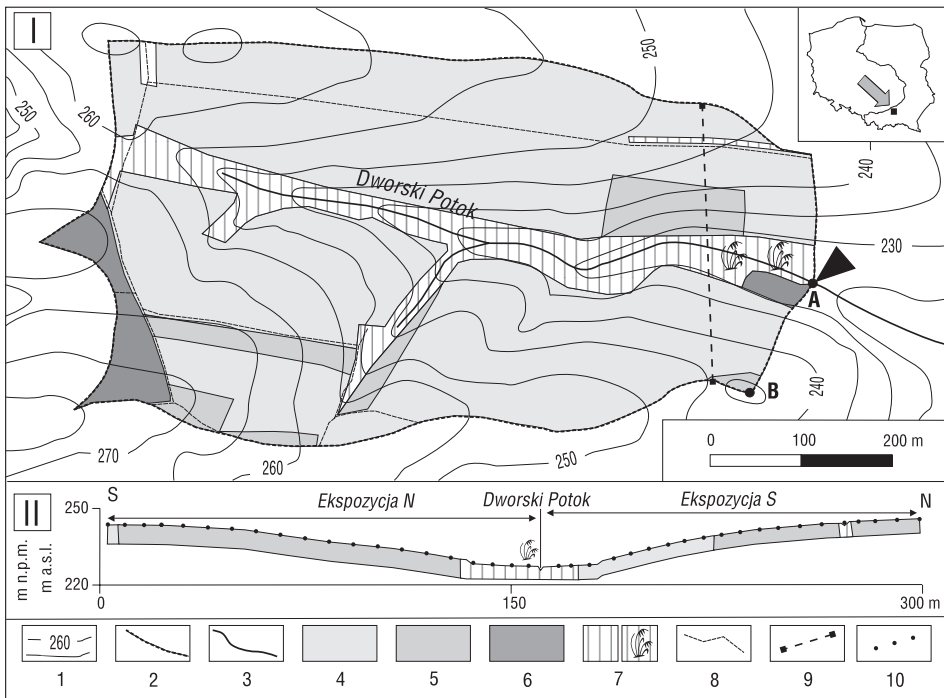 I
250
260
250
240
Dworski Potok
230
A
B
240
270
260
250
0 100 200 m
II
S
Ekspozycja N
Dworski Potok
Ekspozycja S
N
250
m n.p.m.
m a.s.l.
220
0
150
300 m
260
1 2 3 4 5 6 7 8 9 10